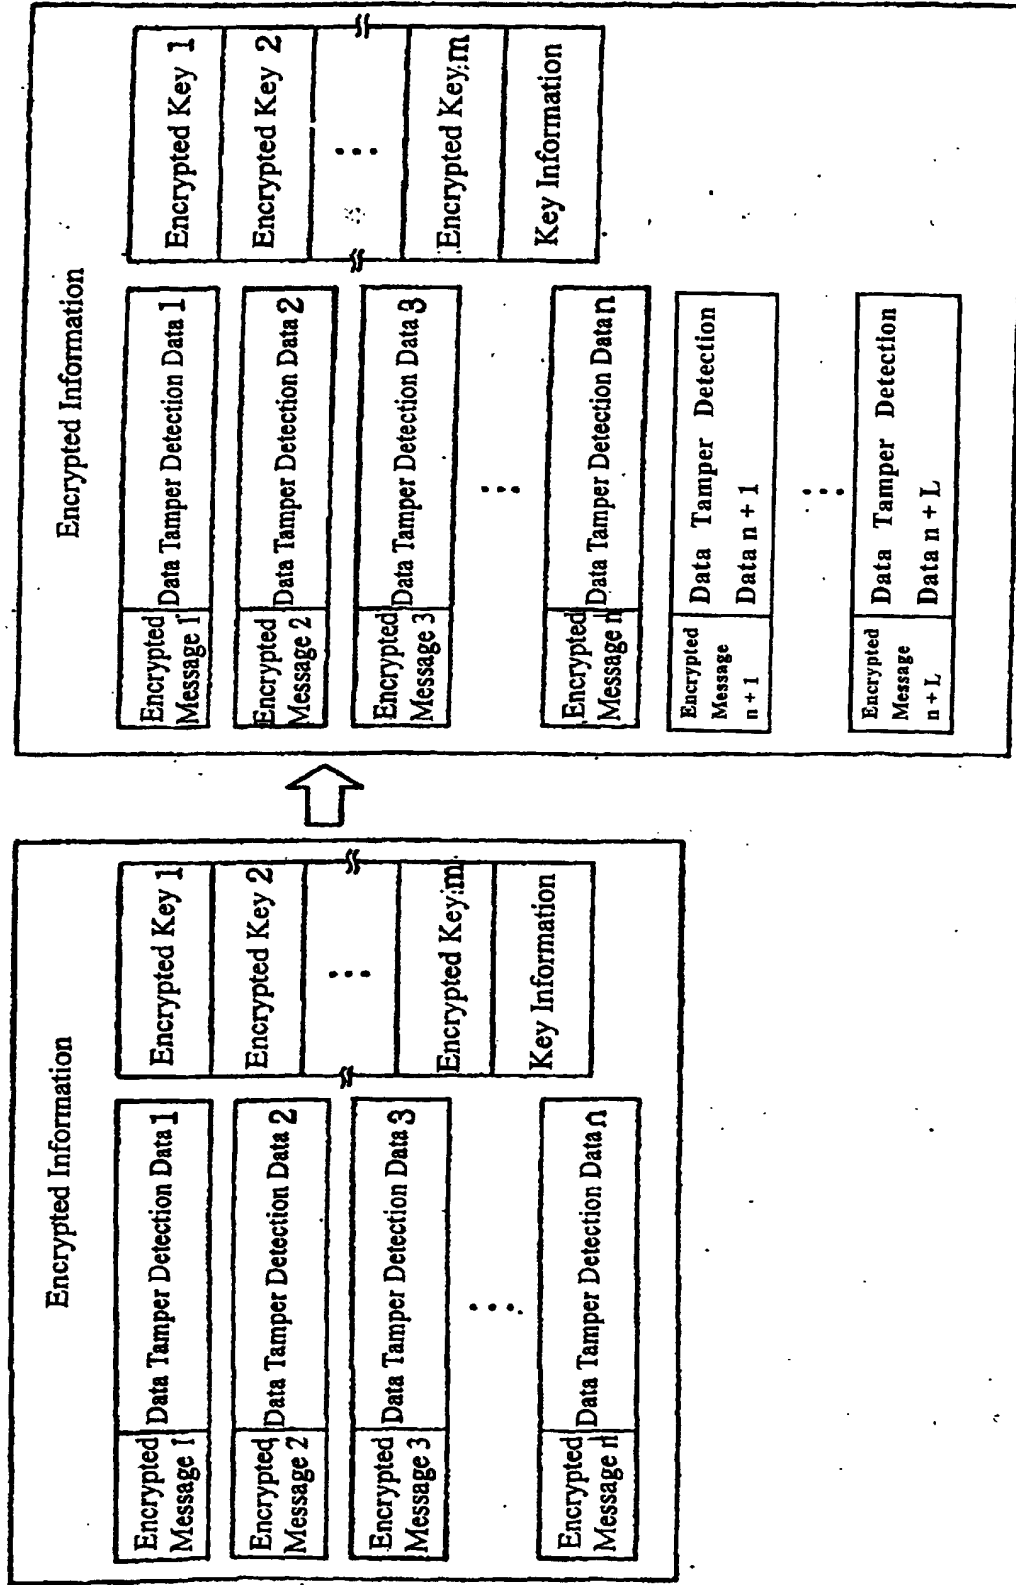 Encrypted Information
Encrypted
Message 1
Data Tamper Detection Data 1
Encrypted
Message 2
Data Tamper Detection Data 2
Encrypted
Message 3
Data Tamper Detection Data 3
Encrypted
Message n
Data Tamper Detection Data n
Encrypted Key 1
Encrypted Key 2
Encrypted Key m
Key Information
Encrypted Information
Encrypted
Message 1
Data Tamper Detection Data 1
Encrypted
Message 2
Data Tamper Detection Data 2
Encrypted
Message 3
Data Tamper Detection Data 3
Encrypted
Message n
Data Tamper Detection Data n
Encrypted
Message
n + 1
Data Tamper Detection
Data n + 1
Encrypted
Message
n + L
Data Tamper Detection
Data n + L
Encrypted Key 1
Encrypted Key 2
Encrypted Key m
Key Information